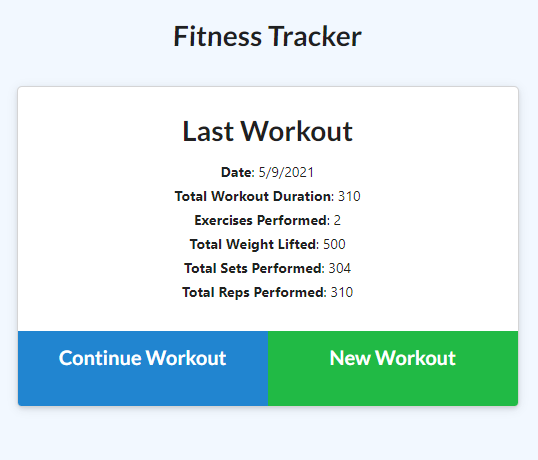 Fitness Tracker
Last Workout
Date: 5/9/2021
Total Workout Duration: 310
Exercises Performed: 2
Total Weight Lifted: 500
Total Sets Performed: 304
Total Reps Performed: 310
Continue Workout
New Workout